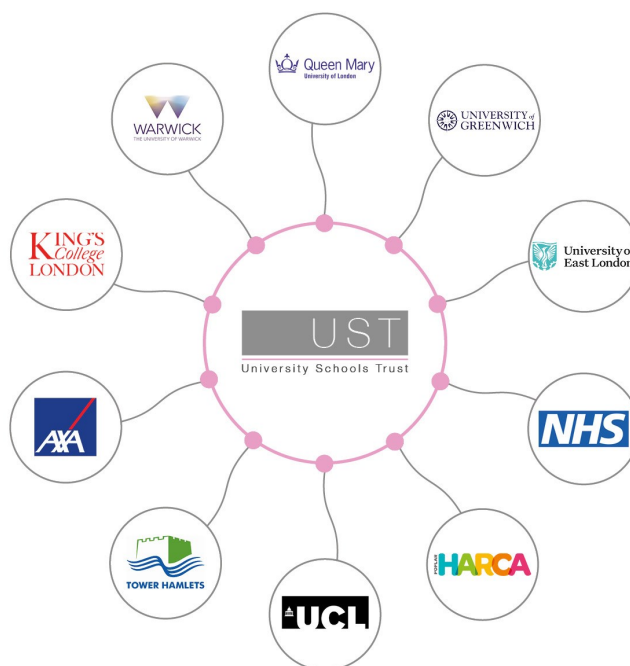 Queen Mary
University of London
UNIVERSITY of
GREENWICH
University of
East London
NHS
POPLAR
HARCA
UCL
TOWER HAMLETS
AXA
KING'S
College
LONDON
WARWICK
THE UNIVERSITY OF WARWICK
UST
University Schools Trust